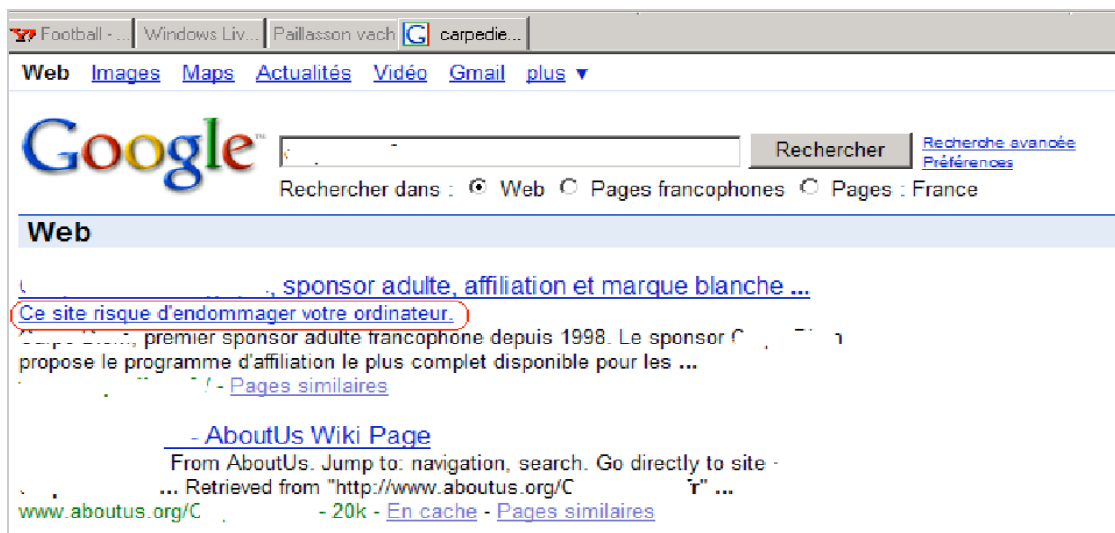 Football - ... Windows Liv... Paillasson vach carpedie...
Web Images Maps Actualités Vidéo Gmail plus ▼
Google™ Rechercher Recherche avancée
Préférences
Rechercher dans : Web Pages francophones Pages : France
Web
, sponsor adulte, affiliation et marque blanche ...
Ce site risque d'endommager votre ordinateur.
, premier sponsor adulte francophone depuis 1998. Le sponsor
propose le programme d'affiliation le plus complet disponible pour les ...
/ - Pages similaires
- AboutUs Wiki Page
From AboutUs. Jump to: navigation, search. Go directly to site -
... Retrieved from "http://www.aboutus.org/C r" ...
www.aboutus.org/C - 20k - En cache - Pages similaires